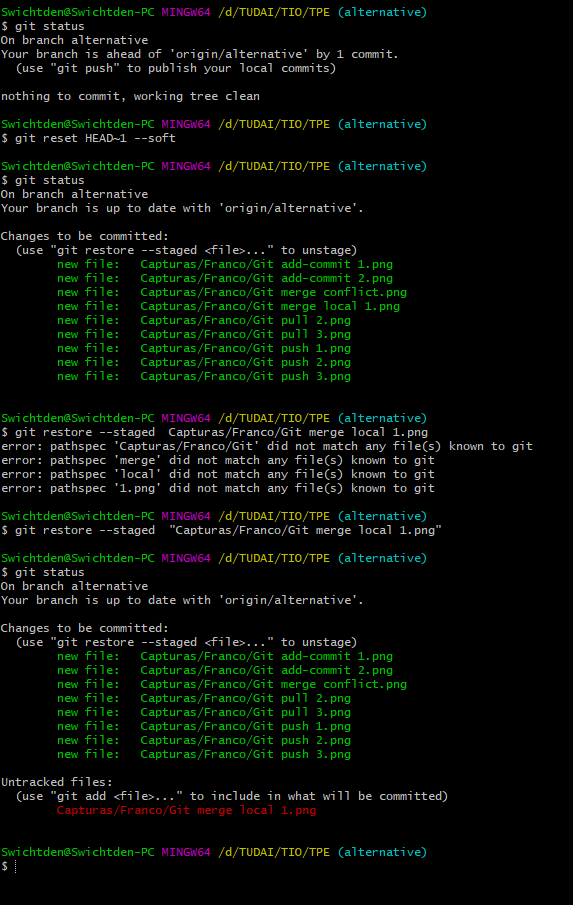 Swichtden@Swichtden-PC MINGW64 /d/TUDAI/TIO/TPE (alternative)
$ git status
On branch alternative
Your branch is ahead of 'origin/alternative' by 1 commit.
  (use "git push" to publish your local commits)

nothing to commit, working tree clean

Swichtden@Swichtden-PC MINGW64 /d/TUDAI/TIO/TPE (alternative)
$ git reset HEAD~1 --soft

Swichtden@Swichtden-PC MINGW64 /d/TUDAI/TIO/TPE (alternative)
$ git status
On branch alternative
Your branch is up to date with 'origin/alternative'.

Changes to be committed:
  (use "git restore --staged <file>..." to unstage)
        new file:   Capturas/Franco/Git add-commit 1.png
        new file:   Capturas/Franco/Git add-commit 2.png
        new file:   Capturas/Franco/Git merge conflict.png
        new file:   Capturas/Franco/Git merge local 1.png
        new file:   Capturas/Franco/Git pull 2.png
        new file:   Capturas/Franco/Git pull 3.png
        new file:   Capturas/Franco/Git push 1.png
        new file:   Capturas/Franco/Git push 2.png
        new file:   Capturas/Franco/Git push 3.png


Swichtden@Swichtden-PC MINGW64 /d/TUDAI/TIO/TPE (alternative)
$ git restore --staged  Capturas/Franco/Git merge local 1.png
error: pathspec 'Capturas/Franco/Git' did not match any file(s) known to git
error: pathspec 'merge' did not match any file(s) known to git
error: pathspec 'local' did not match any file(s) known to git
error: pathspec '1.png' did not match any file(s) known to git

Swichtden@Swichtden-PC MINGW64 /d/TUDAI/TIO/TPE (alternative)
$ git restore --staged  "Capturas/Franco/Git merge local 1.png"

Swichtden@Swichtden-PC MINGW64 /d/TUDAI/TIO/TPE (alternative)
$ git status
On branch alternative
Your branch is up to date with 'origin/alternative'.

Changes to be committed:
  (use "git restore --staged <file>..." to unstage)
        new file:   Capturas/Franco/Git add-commit 1.png
        new file:   Capturas/Franco/Git add-commit 2.png
        new file:   Capturas/Franco/Git merge conflict.png
        new file:   Capturas/Franco/Git pull 2.png
        new file:   Capturas/Franco/Git pull 3.png
        new file:   Capturas/Franco/Git push 1.png
        new file:   Capturas/Franco/Git push 2.png
        new file:   Capturas/Franco/Git push 3.png

Untracked files:
  (use "git add <file>..." to include in what will be committed)
        Capturas/Franco/Git merge local 1.png


Swichtden@Swichtden-PC MINGW64 /d/TUDAI/TIO/TPE (alternative)
$